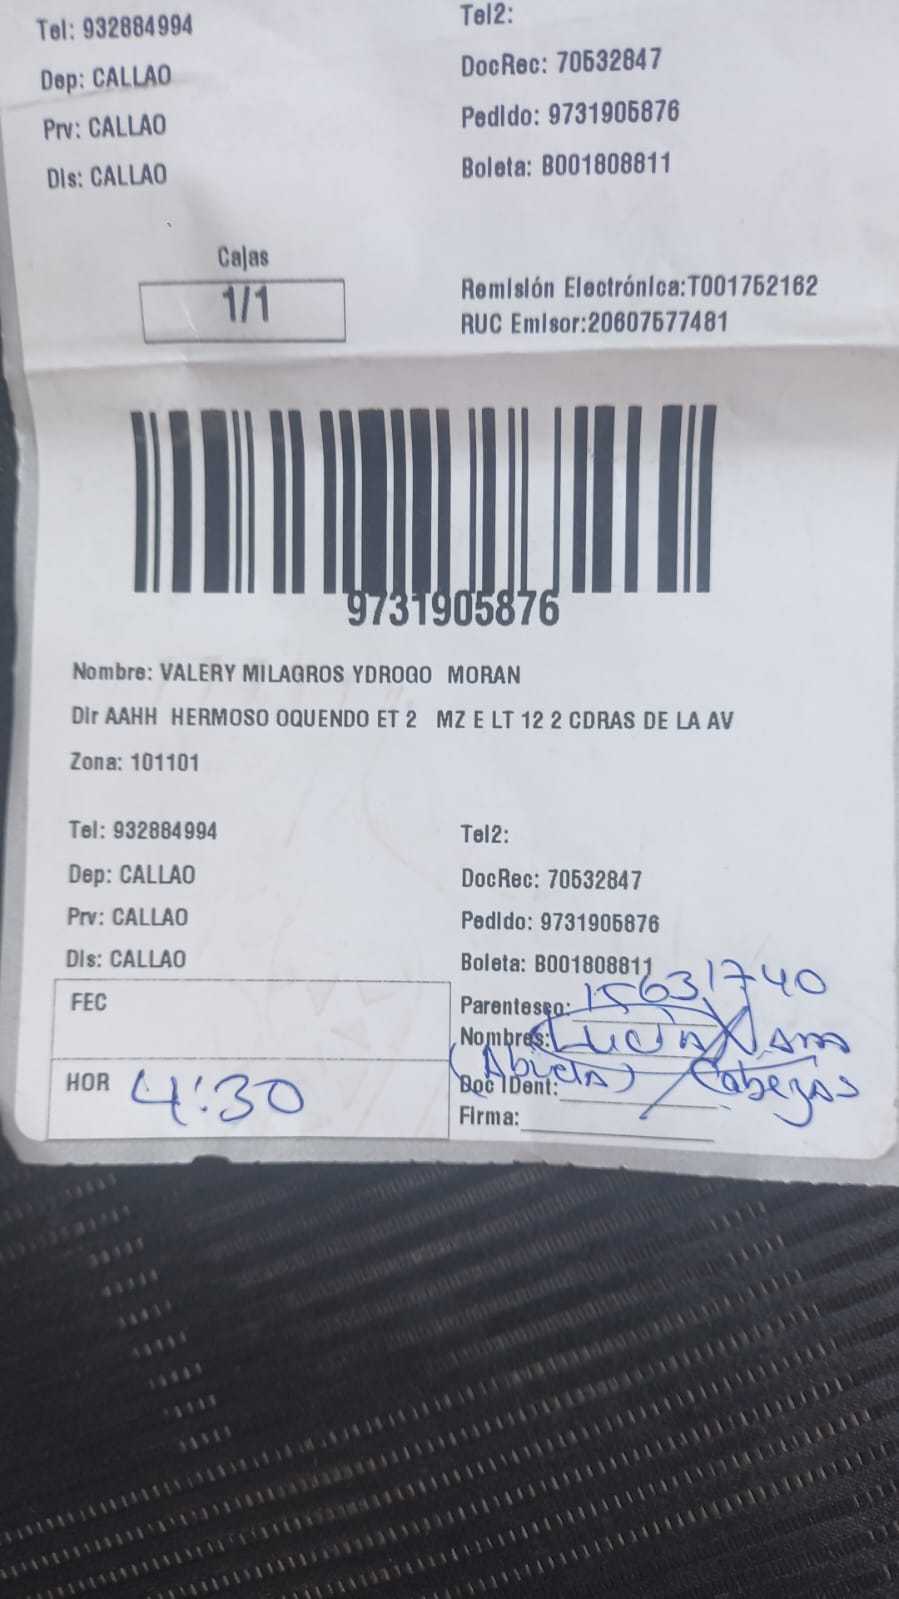 Tel: 932884994
Tel2:
Dep: CALLAO
DocRec: 70532847
Prv: CALLAO
Pedido: 9731905876
Dis: CALLAO
Boleta: B001808811
Cajas
1/1
Remisión Electrónica:T001752162
RUC Emisor:20607577481
9731905876
Nombre: VALERY MILAGROS YDROGO MORAN
Dir AAHH HERMOSO OQUENDO ET 2 MZ E LT 12 2 CDRAS DE LA AV
Zona: 101101
Tel: 932884994
Tel2:
Dep: CALLAO
DocRec: 70532847
Prv: CALLAO
Pedido: 9731905876
Dis: CALLAO
Boleta: B001808811
FEC
Parentesco: 15631740
Nombres: Lucia
(Abuela) Cabezas
HOR 4:30
Doc IDent:
Firma: